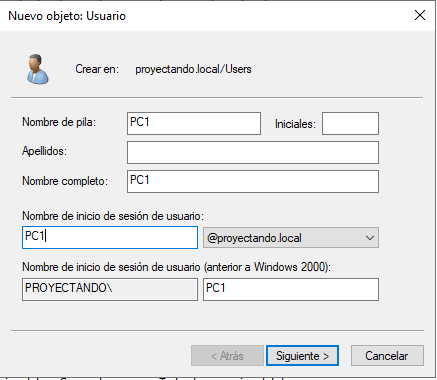 Nuevo objeto: Usuario
Crear en: proyectando.local/Users
Nombre de pila: PC1 Iniciales:
Apellidos:
Nombre completo: PC1
Nombre de inicio de sesión de usuario:
PC1 @proyectando.local
Nombre de inicio de sesión de usuario (anterior a Windows 2000):
PROYECTANDO\ PC1
< Atrás Siguiente > Cancelar